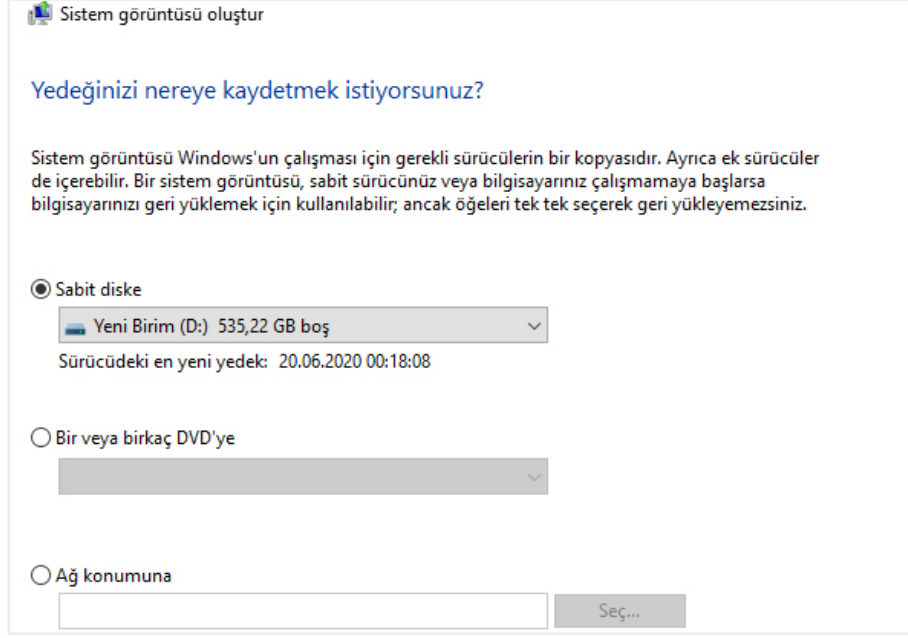 Sistem görüntüsü oluştur
Yedeğinizi nereye kaydetmek istiyorsunuz?
Sistem görüntüsü Windows'un çalışması için gerekli sürücülerin bir kopyasıdır. Ayrıca ek sürücüler
de içerebilir. Bir sistem görüntüsü, sabit sürücünüz veya bilgisayarınız çalışmamaya başlarsa
bilgisayarınızı geri yüklemek için kullanılabilir; ancak öğeleri tek tek seçerek geri yükleyemezsiniz.
Sabit diske
Yeni Birim (D:) 535,22 GB boş
Sürücüdeki en yeni yedek: 20.06.2020 00:18:08
Bir veya birkaç DVD'ye
Ağ konumuna
Seç...